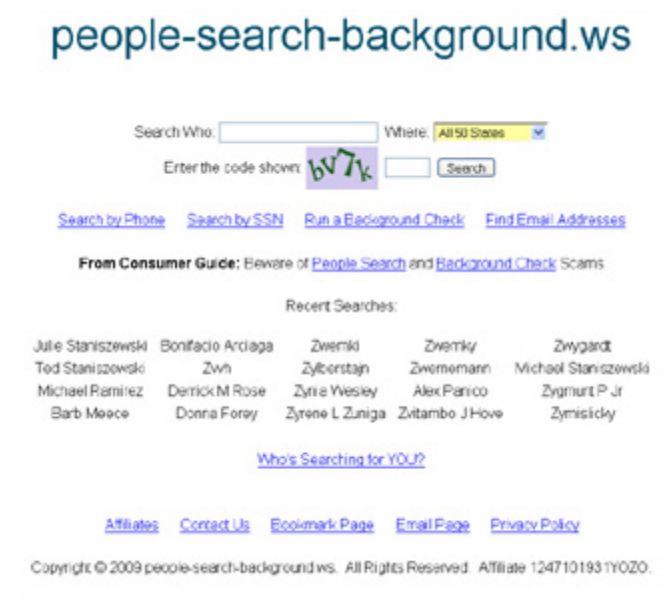 people-search-background.ws
Search Who: Where: All 50 States
Enter the code shown: bv7k Search
Search by Phone Search by SSN Run a Background Check Find Email Addresses
From Consumer Guide: Beware of People Search and Background Check Scams
Recent Searches:
Julie Staniszewski Bonifacio Arciaga Zwemki Zwemky Zwygardt
Ted Staniszewski Zwh Zylberstajn Zwememann Michael Staniszewski
Michael Ramirez Derrick M Rose Zynia Wesley Alex Panico Zygmunt P Jr
Barb Meece Donna Forey Zyrene L Zuniga Zvitambo J Hove Zymislicky
Who's Searching for YOU?
Affiliates Contact Us Bookmark Page Email Page Privacy Policy
Copyright © 2009 people-search-background.ws. All Rights Reserved. Affiliate 1247101931YOZO.